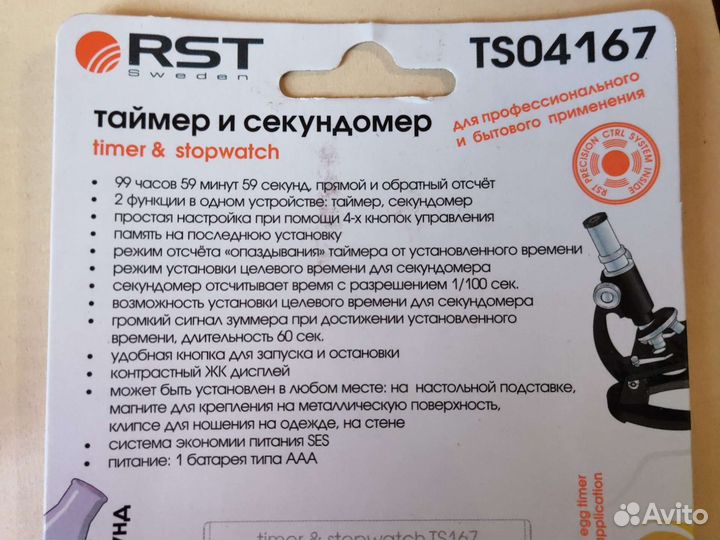 RST
Sweden
TS04167
таймер и секундомер
timer & stopwatch
для профессионального
и бытового применения
RST PRECISION CTRL SYSTEM INSIDE
• 99 часов 59 минут 59 секунд, прямой и обратный отсчёт
• 2 функции в одном устройстве: таймер, секундомер
• простая настройка при помощи 4-х кнопок управления
• память на последнюю установку
• режим отсчёта «опаздывания» таймера от установленного времени
• режим установки целевого времени для секундомера
• секундомер отсчитывает время с разрешением 1/100 сек.
• возможность установки целевого времени для секундомера
• громкий сигнал зуммера при достижении установленного
времени, длительность 60 сек.
• удобная кнопка для запуска и остановки
• контрастный ЖК дисплей
• может быть установлен в любом месте: на настольной подставке,
магните для крепления на металлическую поверхность,
клипсе для ношения на одежде, на стене
• система экономии питания SES
• питание: 1 батарея типа ААА
timer & stopwatch TS167
egg timer
Avito